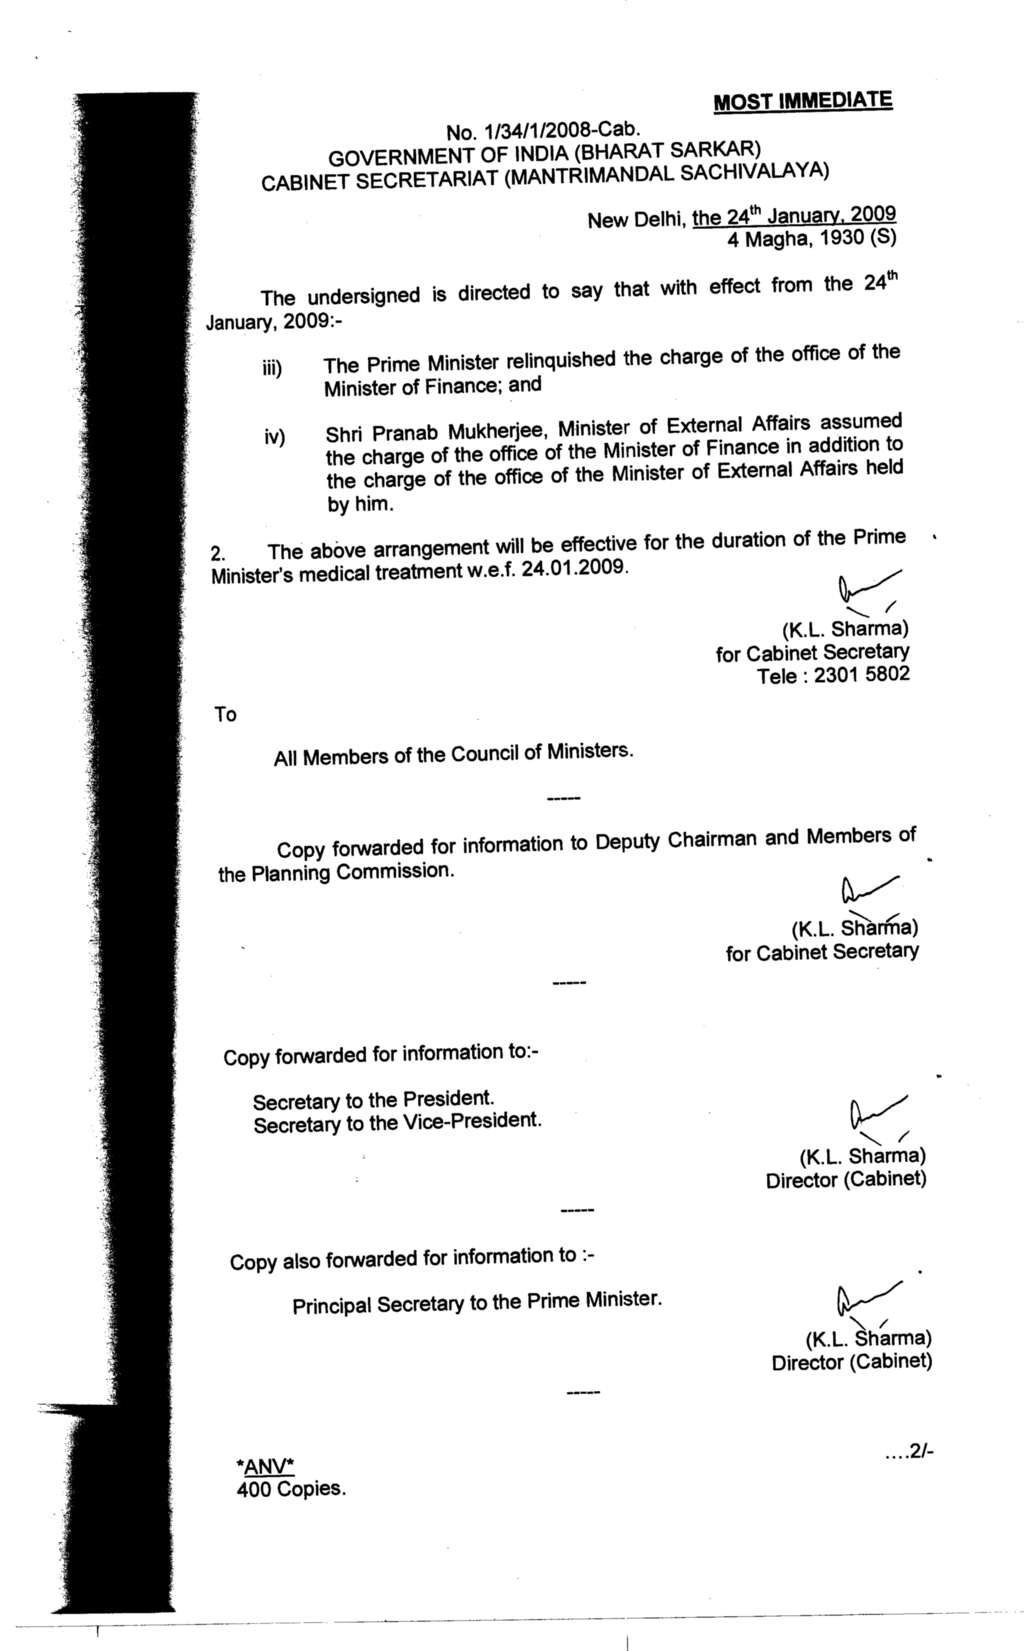 MOST IMMEDIATE
No. 1/34/1/2008-Cab.
GOVERNMENT OF INDIA (BHARAT SARKAR)
CABINET SECRETARIAT (MANTRIMANDAL SACHIVALAYA)
New Delhi, the 24th January, 2009
4 Magha, 1930 (S)
The undersigned is directed to say that with effect from the 24th
January, 2009:-
iii) The Prime Minister relinquished the charge of the office of the
Minister of Finance; and
iv) Shri Pranab Mukherjee, Minister of External Affairs assumed
the charge of the office of the Minister of Finance in addition to
the charge of the office of the Minister of External Affairs held
by him.
2. The above arrangement will be effective for the duration of the Prime
Minister's medical treatment w.e.f. 24.01.2009.
(K.L. Sharma)
for Cabinet Secretary
Tele : 2301 5802
To
All Members of the Council of Ministers.
-----
Copy forwarded for information to Deputy Chairman and Members of
the Planning Commission.
(K.L. Sharma)
for Cabinet Secretary
-----
Copy forwarded for information to:-
Secretary to the President.
Secretary to the Vice-President.
(K.L. Sharma)
Director (Cabinet)
-----
Copy also forwarded for information to :-
Principal Secretary to the Prime Minister.
(K.L. Sharma)
Director (Cabinet)
-----
....2/-
*ANV*
400 Copies.